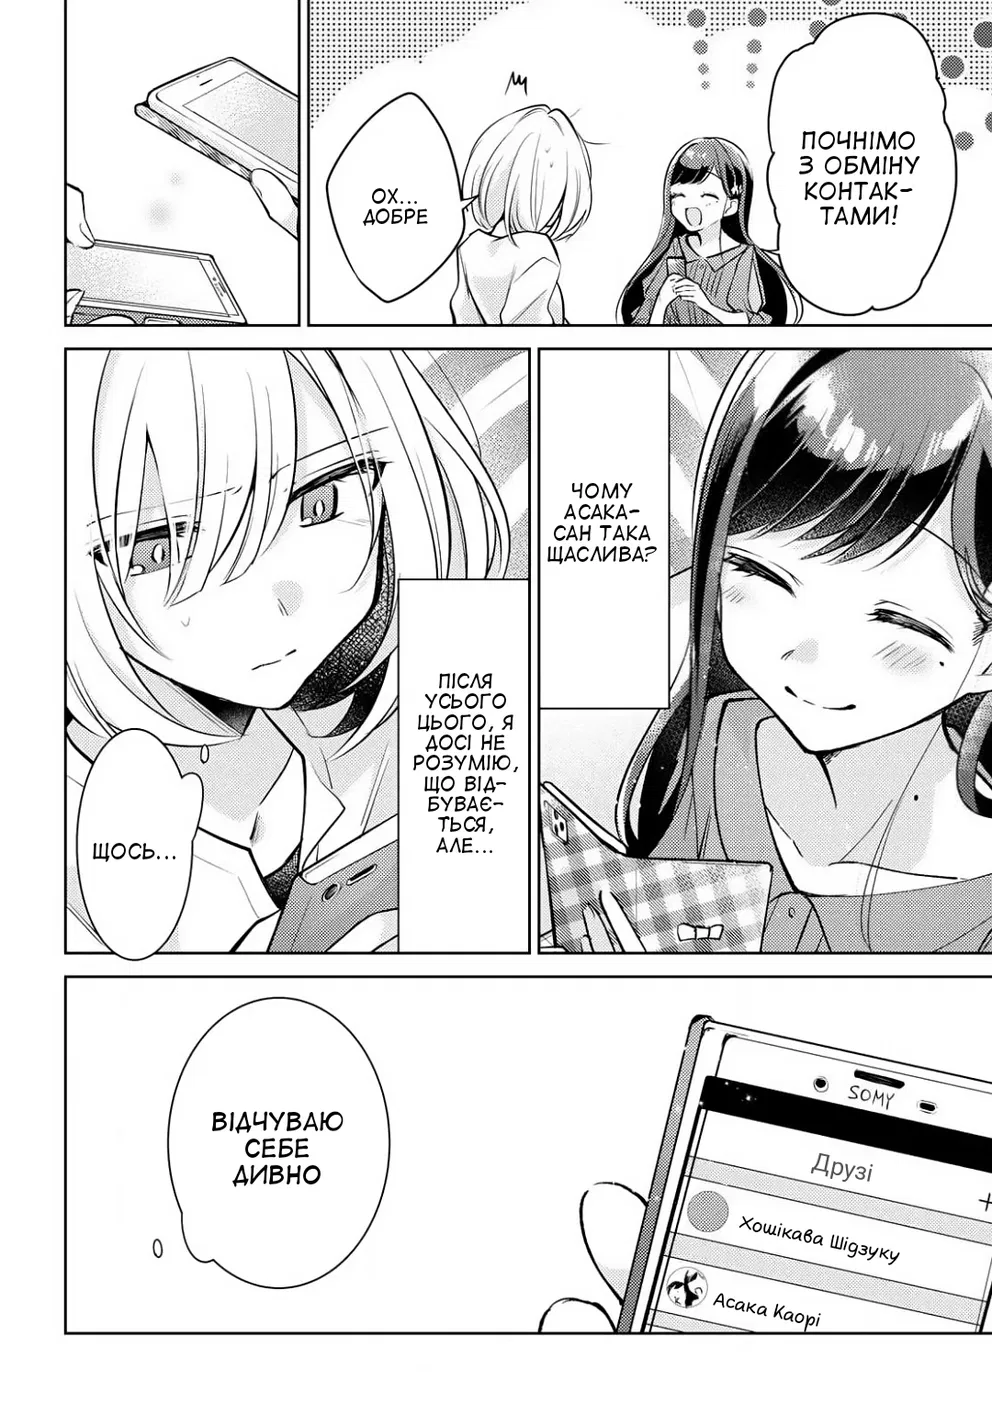 ПОЧНІМО
З ОБМІНУ
КОНТАК-
ТАМИ!
ОХ...
ДОБРЕ
ЧОМУ
АСАКА-
САН ТАКА
ЩАСЛИВА?
ПІСЛЯ
УСЬОГО
ЦЬОГО, Я
ДОСІ НЕ
РОЗУМІЮ,
ЩО ВІД-
БУВАЄ-
ТЬСЯ,
АЛЕ...
ЩОСЬ...
ВІДЧУВАЮ
СЕБЕ
ДИВНО
SOMY
Друзі
+
Хошікава Шідзуку
Асака Каорі